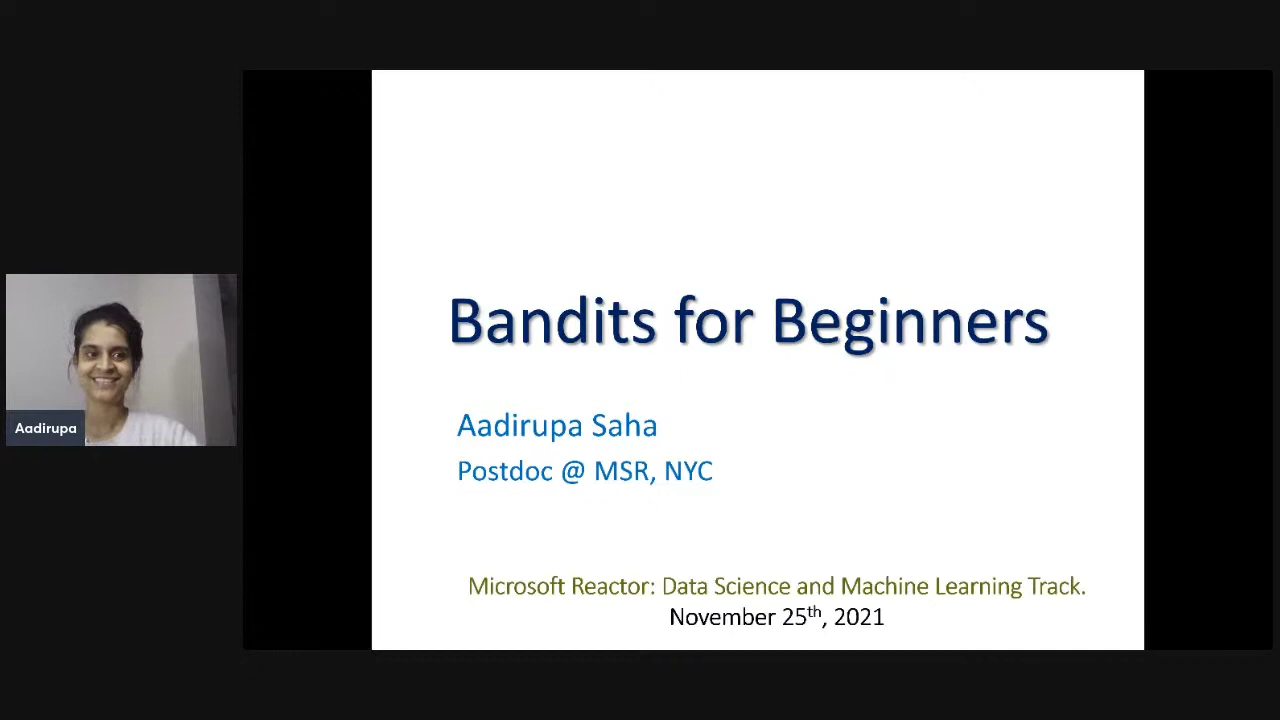 Bandits for Beginners
Aadirupa Saha
Postdoc @ MSR, NYC
Aadirupa
Microsoft Reactor: Data Science and Machine Learning Track.
November 25th, 2021